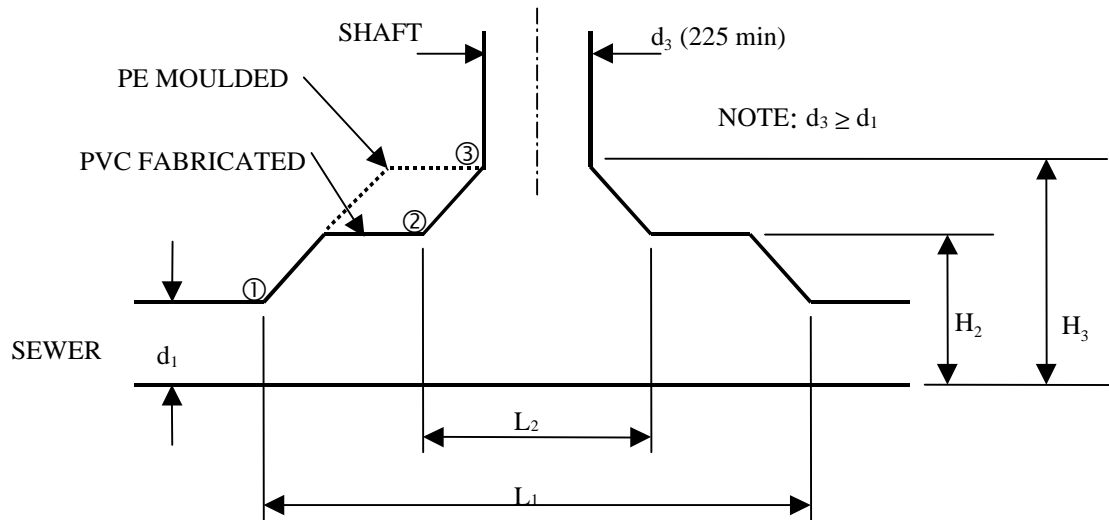 SHAFT
d₃ (225 min)
PE MOULDED
NOTE: d₃ ≥ d₁
PVC FABRICATED
③
②
①
SEWER
d₁
H₂
H₃
L₂
L₁